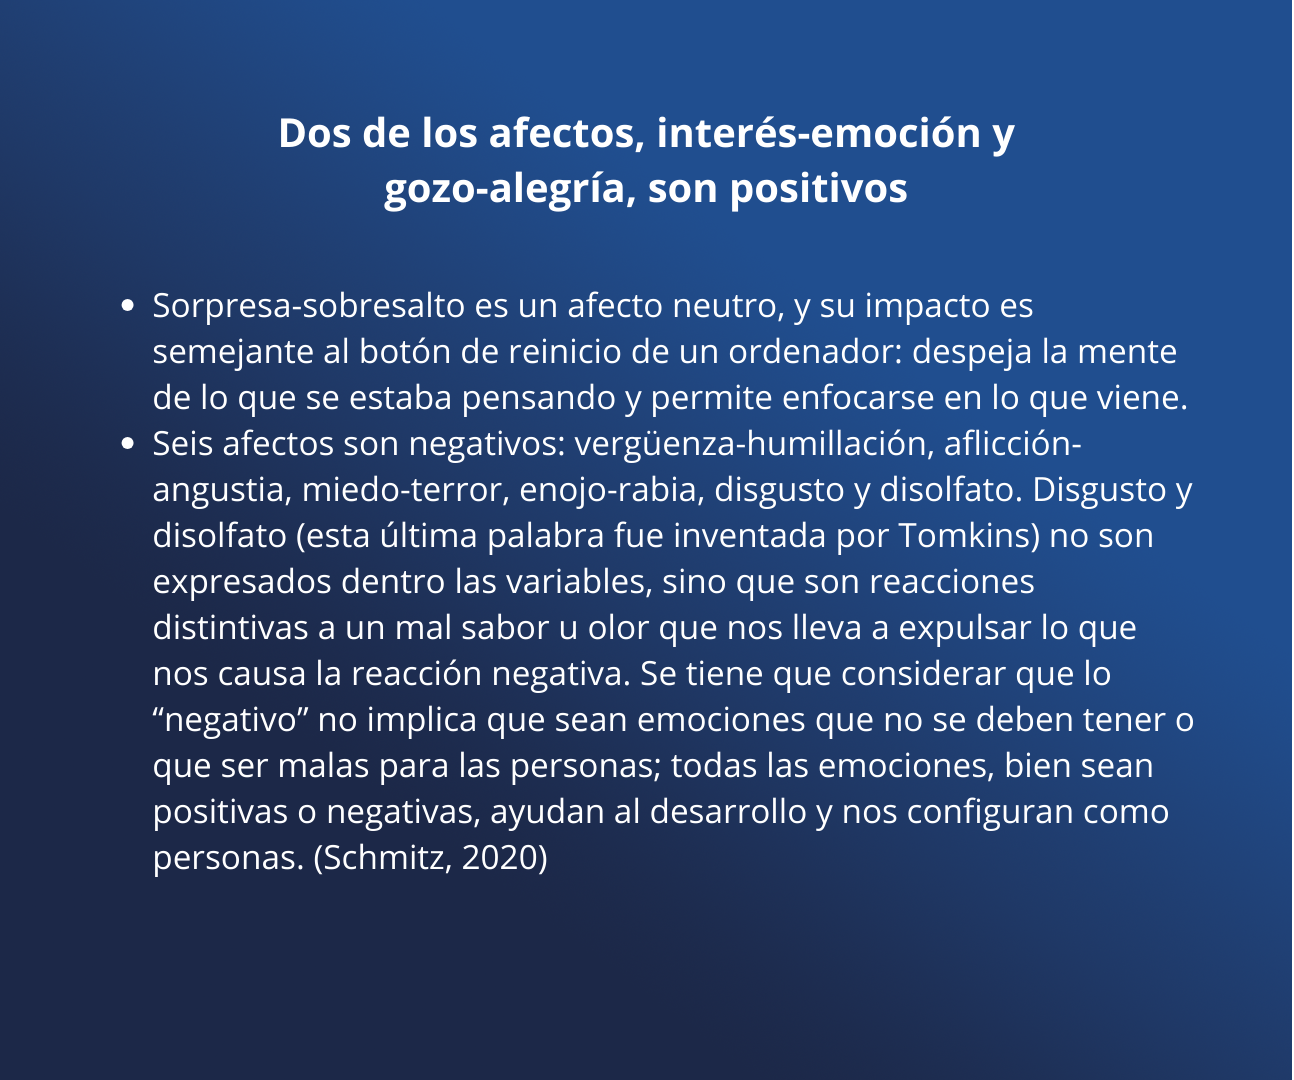 Dos de los afectos, interés-emoción y
gozo-alegría, son positivos
• Sorpresa-sobresalto es un afecto neutro, y su impacto es
semejante al botón de reinicio de un ordenador: despeja la mente
de lo que se estaba pensando y permite enfocarse en lo que viene.
• Seis afectos son negativos: vergüenza-humillación, aflicción-
angustia, miedo-terror, enojo-rabia, disgusto y disolfato. Disgusto y
disolfato (esta última palabra fue inventada por Tomkins) no son
expresados dentro las variables, sino que son reacciones
distintivas a un mal sabor u olor que nos lleva a expulsar lo que
nos causa la reacción negativa. Se tiene que considerar que lo
“negativo” no implica que sean emociones que no se deben tener o
que ser malas para las personas; todas las emociones, bien sean
positivas o negativas, ayudan al desarrollo y nos configuran como
personas. (Schmitz, 2020)